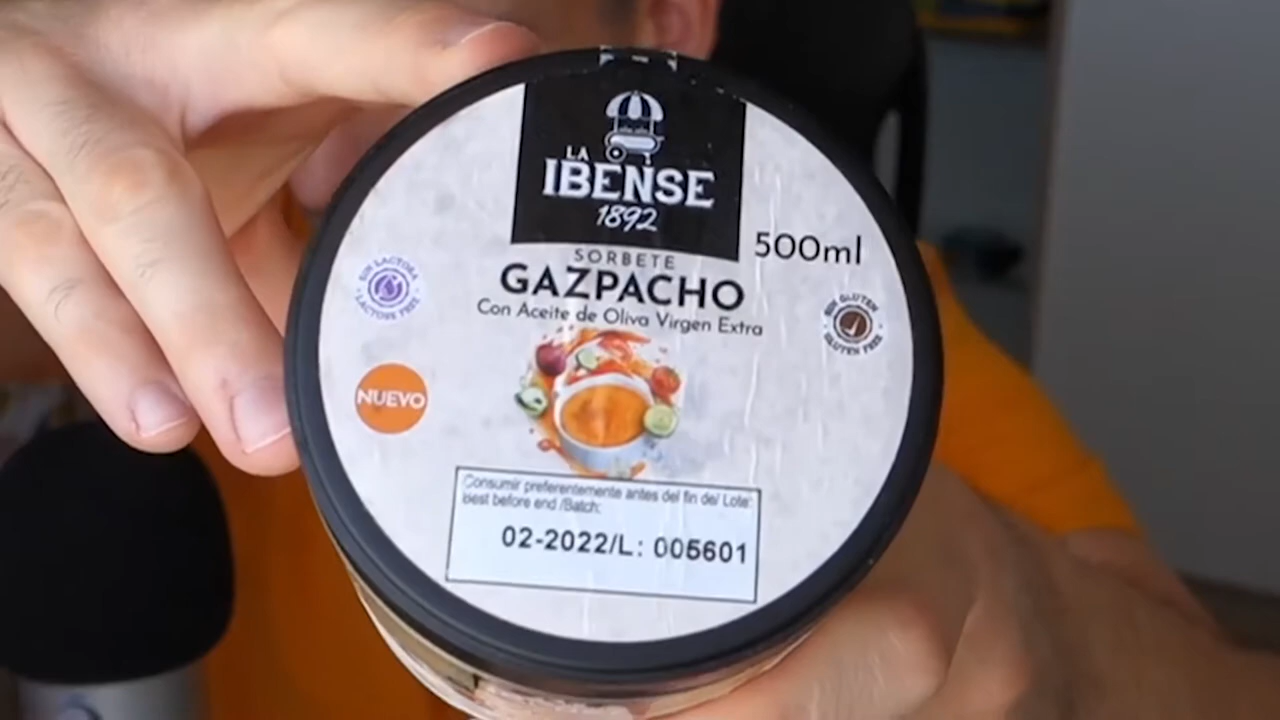 LA
IBENSE
1892
500ml
SORBETE
GAZPACHO
Con Aceite de Oliva Virgen Extra
SIN LACTOSA
LACTOSE FREE
SIN GLUTEN
GLUTEN FREE
NUEVO
Consumir preferentemente antes del fin de/ Lote:
best before end /Batch:
02-2022/L: 005601